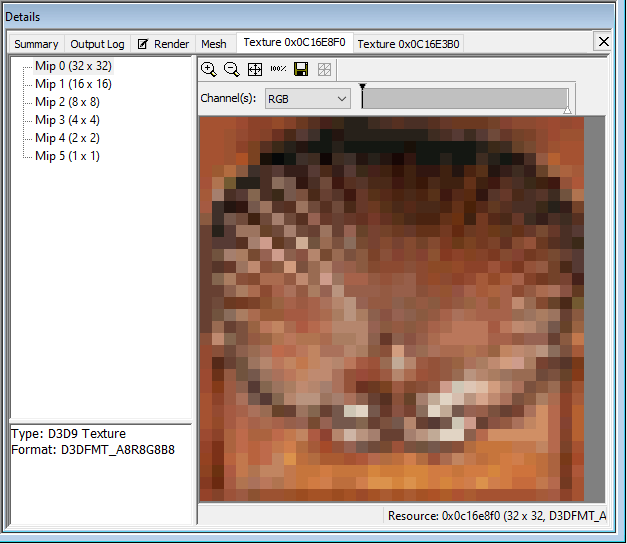 Details
Summary Output Log Render Mesh Texture 0x0C16E8F0 Texture 0x0C16E3B0
Mip 0 (32 x 32)
Mip 1 (16 x 16)
Mip 2 (8 x 8)
Mip 3 (4 x 4)
Mip 4 (2 x 2)
Mip 5 (1 x 1)
100%
Channel(s): RGB
Type: D3D9 Texture
Format: D3DFMT_A8R8G8B8
Resource: 0x0c16e8f0 (32 x 32, D3DFMT_A